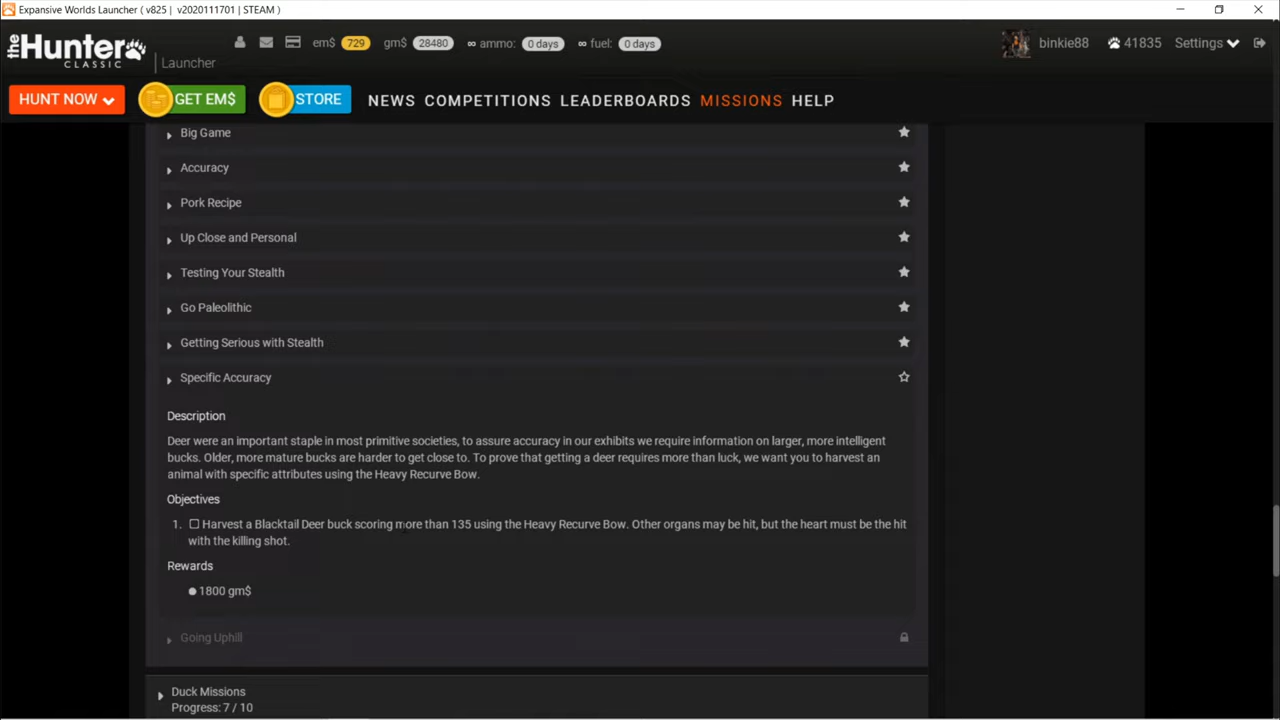 Expansive Worlds Launcher ( v825 | v2020111701 | STEAM )
theHunter CLASSIC | Launcher
em$ 729 gm$ 28480 ∞ ammo: 0 days ∞ fuel: 0 days binkie88 41835 Settings
HUNT NOW GET EM$ STORE NEWS COMPETITIONS LEADERBOARDS MISSIONS HELP
Big Game
Accuracy
Pork Recipe
Up Close and Personal
Testing Your Stealth
Go Paleolithic
Getting Serious with Stealth
Specific Accuracy
Description
Deer were an important staple in most primitive societies, to assure accuracy in our exhibits we require information on larger, more intelligent
bucks. Older, more mature bucks are harder to get close to. To prove that getting a deer requires more than luck, we want you to harvest an
animal with specific attributes using the Heavy Recurve Bow.
Objectives
1. Harvest a Blacktail Deer buck scoring more than 135 using the Heavy Recurve Bow. Other organs may be hit, but the heart must be the hit
with the killing shot.
Rewards
1800 gm$
Going Uphill
Duck Missions
Progress: 7 / 10